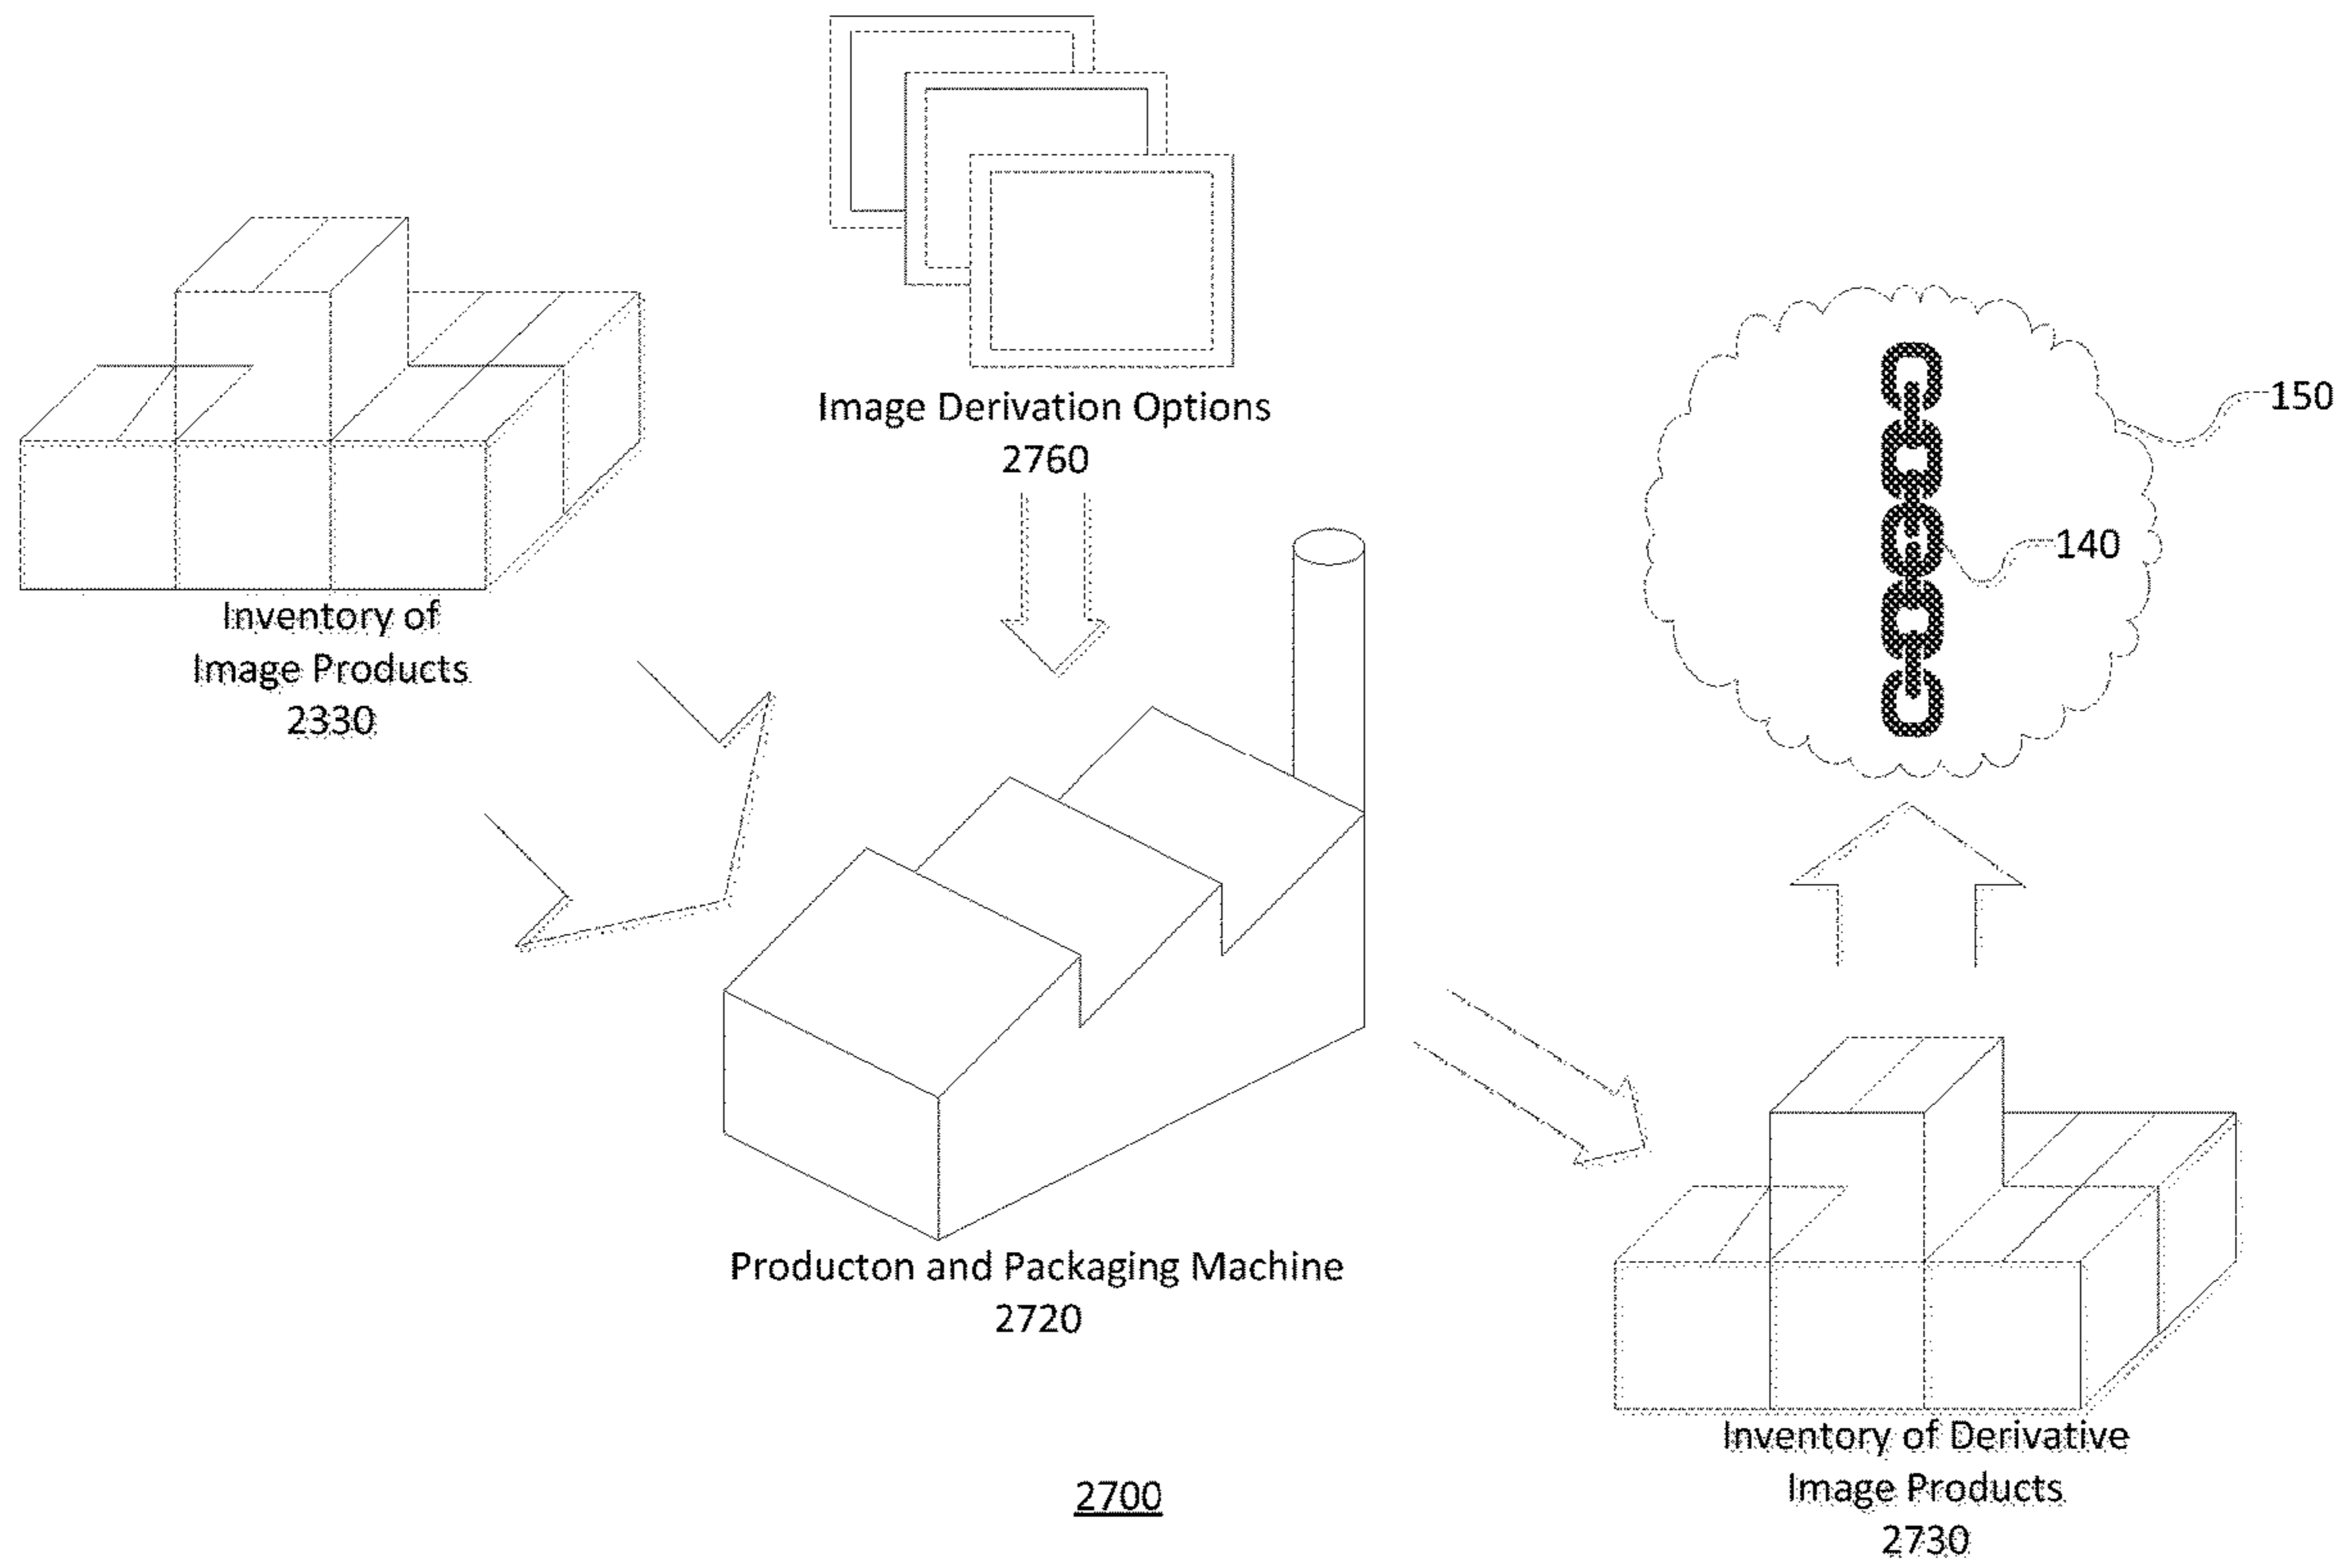 Image Derivation Options
2760
150
140
Inventory of
Image Products
2330
Producton and Packaging Machine
2720
Inventory of Derivative
Image Products
2730
2700